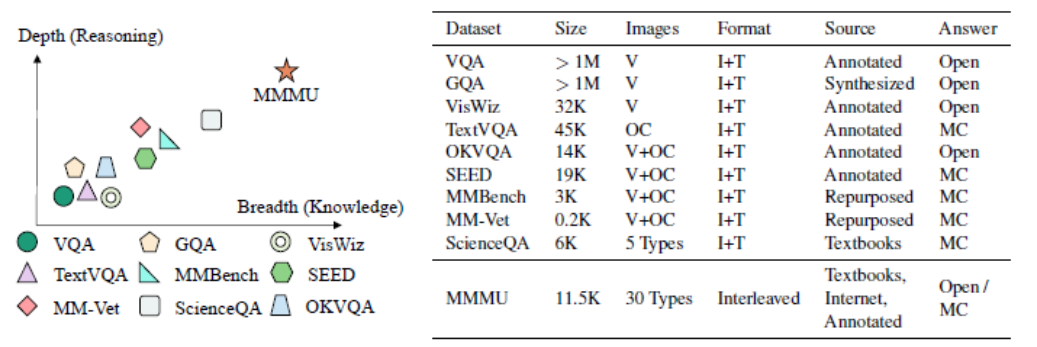 Depth (Reasoning)
MMMU
Breadth (Knowledge)
VQA GQA VisWiz
TextVQA MMBench SEED
MM-Vet ScienceQA OKVQA
Dataset Size Images Format Source Answer
VQA > 1M V I+T Annotated Open
GQA > 1M V I+T Synthesized Open
VisWiz 32K V I+T Annotated Open
TextVQA 45K OC I+T Annotated MC
OKVQA 14K V+OC I+T Annotated Open
SEED 19K V+OC I+T Annotated MC
MMBench 3K V+OC I+T Repurposed MC
MM-Vet 0.2K V+OC I+T Repurposed MC
ScienceQA 6K 5 Types I+T Textbooks MC
MMMU 11.5K 30 Types Interleaved Textbooks, Internet, Annotated Open / MC